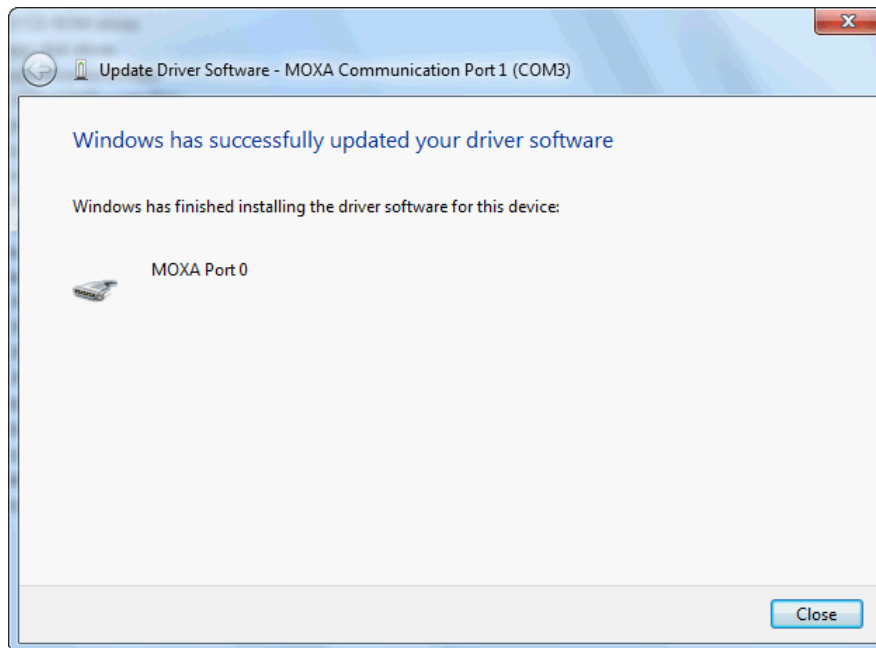 Update Driver Software - MOXA Communication Port 1 (COM3)
Windows has successfully updated your driver software
Windows has finished installing the driver software for this device:
MOXA Port 0
Close